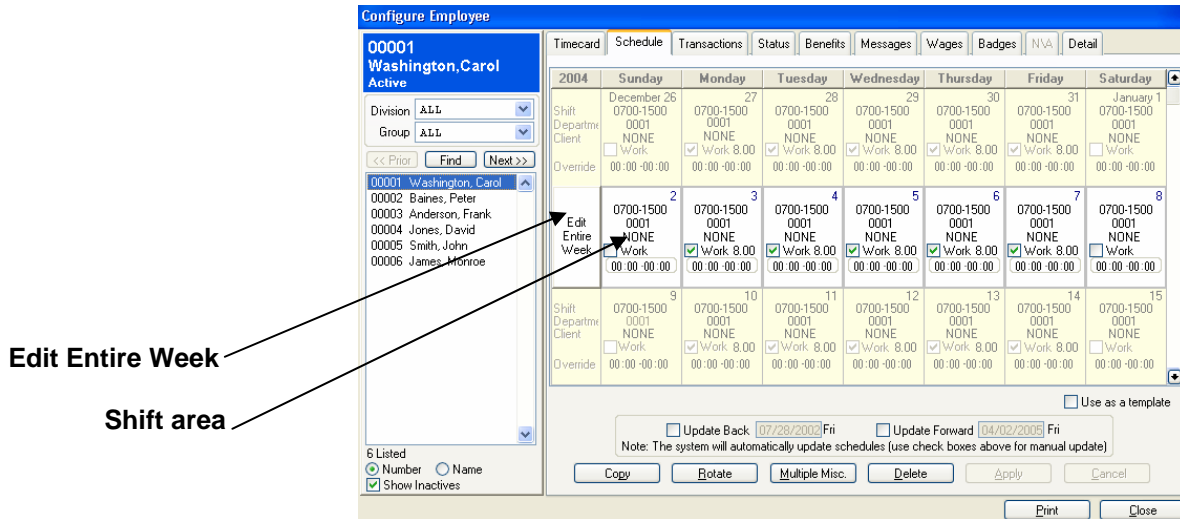 Configure Employee
00001
Washington,Carol
Active
Division ALL
Group ALL
<< Prior Find Next >>
00001 Washington, Carol
00002 Baines, Peter
00003 Anderson, Frank
00004 Jones, David
00005 Smith, John
00006 James, Monroe
6 Listed
Number Name
Show Inactives
Timecard Schedule Transactions Status Benefits Messages Wages Badges N\A Detail
2004 Sunday Monday Tuesday Wednesday Thursday Friday Saturday
December 26 27 28 29 30 31 January 1
Shift 0700-1500 0700-1500 0700-1500 0700-1500 0700-1500 0700-1500 0700-1500
Departme 0001 0001 0001 0001 0001 0001 0001
Client NONE NONE NONE NONE NONE NONE NONE
Work Work 8.00 Work 8.00 Work 8.00 Work 8.00 Work 8.00 Work
Override 00:00 -00:00 00:00 -00:00 00:00 -00:00 00:00 -00:00 00:00 -00:00 00:00 -00:00 00:00 -00:00
2 3 4 5 6 7 8
0700-1500 0700-1500 0700-1500 0700-1500 0700-1500 0700-1500 0700-1500
Edit 0001 0001 0001 0001 0001 0001 0001
Entire NONE NONE NONE NONE NONE NONE NONE
Week Work Work 8.00 Work 8.00 Work 8.00 Work 8.00 Work 8.00 Work
00:00 -00:00 00:00 -00:00 00:00 -00:00 00:00 -00:00 00:00 -00:00 00:00 -00:00 00:00 -00:00
9 10 11 12 13 14 15
Shift 0700-1500 0700-1500 0700-1500 0700-1500 0700-1500 0700-1500 0700-1500
Departme 0001 0001 0001 0001 0001 0001 0001
Client NONE NONE NONE NONE NONE NONE NONE
Work Work 8.00 Work 8.00 Work 8.00 Work 8.00 Work 8.00 Work
Override 00:00 -00:00 00:00 -00:00 00:00 -00:00 00:00 -00:00 00:00 -00:00 00:00 -00:00 00:00 -00:00
Use as a template
Update Back 07/28/2002 Fri Update Forward 04/02/2005 Fri
Note: The system will automatically update schedules (use check boxes above for manual update)
Copy Rotate Multiple Misc. Delete Apply Cancel
Print Close
Edit Entire Week
Shift area